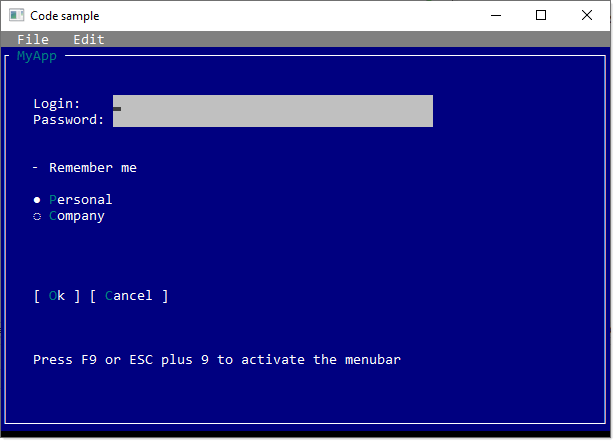 Code sample
File Edit
MyApp
Login:
Password:
- Remember me
● Personal
◌ Company
[ Ok ] [ Cancel ]
Press F9 or ESC plus 9 to activate the menubar